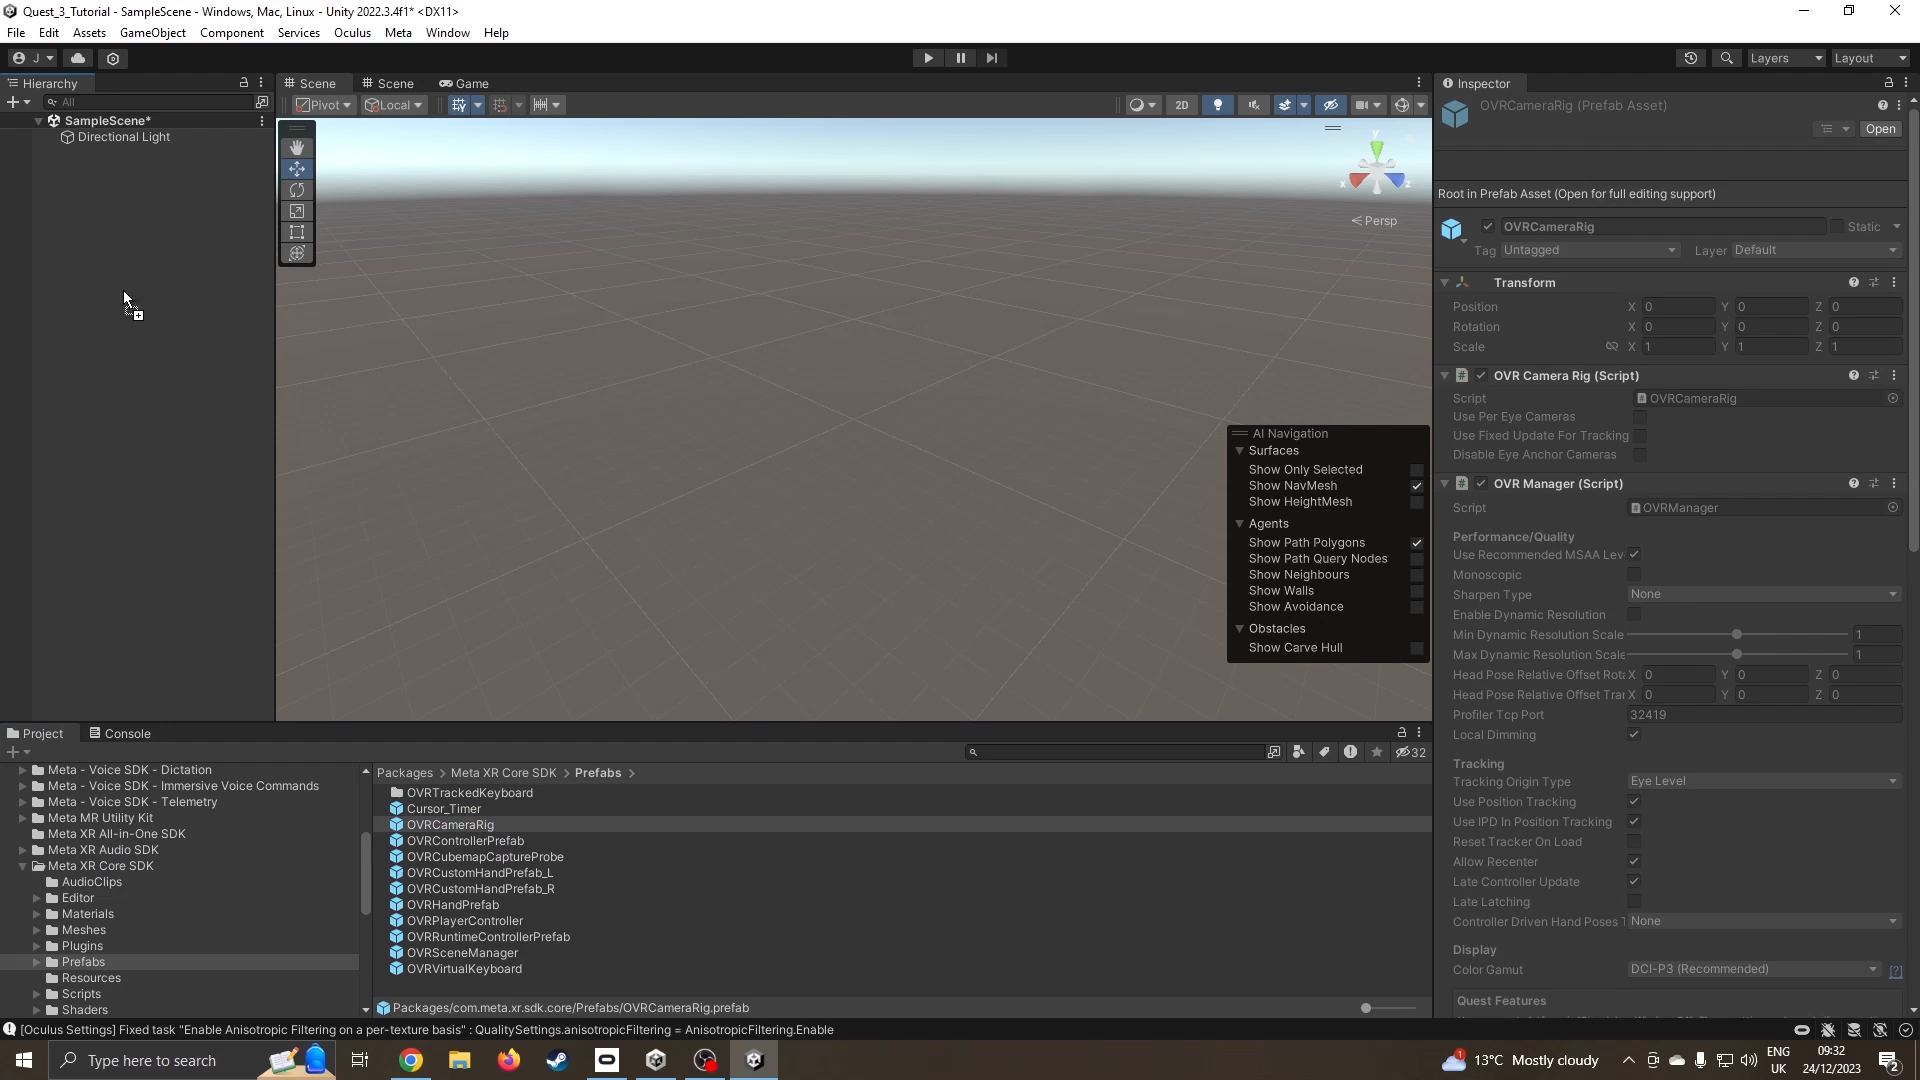 Quest_3_Tutorial - SampleScene - Windows, Mac, Linux - Unity 2022.3.4f1* <DX11>
File Edit Assets GameObject Component Services Oculus Meta Window Help
J Layers Layout
Hierarchy
All
SampleScene*
Directional Light
Scene Scene Game
Pivot Local 2D
y
x z
Persp
AI Navigation
Surfaces
Show Only Selected
Show NavMesh
Show HeightMesh
Agents
Show Path Polygons
Show Path Query Nodes
Show Neighbours
Show Walls
Show Avoidance
Obstacles
Show Carve Hull
Inspector
OVRCameraRig (Prefab Asset)
Open
Root in Prefab Asset (Open for full editing support)
OVRCameraRig Static
Tag Untagged Layer Default
Transform
Position X 0 Y 0 Z 0
Rotation X 0 Y 0 Z 0
Scale X 1 Y 1 Z 1
OVR Camera Rig (Script)
Script OVRCameraRig
Use Per Eye Cameras
Use Fixed Update For Tracking
Disable Eye Anchor Cameras
OVR Manager (Script)
Script OVRManager
Performance/Quality
Use Recommended MSAA Lev
Monoscopic
Sharpen Type None
Enable Dynamic Resolution
Min Dynamic Resolution Scale 1
Max Dynamic Resolution Scale 1
Head Pose Relative Offset Rota X 0 Y 0 Z 0
Head Pose Relative Offset Tran X 0 Y 0 Z 0
Profiler Tcp Port 32419
Local Dimming
Tracking
Tracking Origin Type Eye Level
Use Position Tracking
Use IPD In Position Tracking
Reset Tracker On Load
Allow Recenter
Late Controller Update
Late Latching
Controller Driven Hand Poses T None
Display
Color Gamut DCI-P3 (Recommended) [?]
Quest Features
Project Console
32
Meta - Voice SDK - Dictation
Meta - Voice SDK - Immersive Voice Commands
Meta - Voice SDK - Telemetry
Meta MR Utility Kit
Meta XR All-in-One SDK
Meta XR Audio SDK
Meta XR Core SDK
AudioClips
Editor
Materials
Meshes
Plugins
Prefabs
Resources
Scripts
Shaders
Packages > Meta XR Core SDK > Prefabs >
OVRTrackedKeyboard
Cursor_Timer
OVRCameraRig
OVRControllerPrefab
OVRCubemapCaptureProbe
OVRCustomHandPrefab_L
OVRCustomHandPrefab_R
OVRHandPrefab
OVRPlayerController
OVRRuntimeControllerPrefab
OVRSceneManager
OVRVirtualKeyboard
Packages/com.meta.xr.sdk.core/Prefabs/OVRCameraRig.prefab
[Oculus Settings] Fixed task "Enable Anisotropic Filtering on a per-texture basis" : QualitySettings.anisotropicFiltering = AnisotropicFiltering.Enable
Type here to search
1 13°C Mostly cloudy
ENG
UK
09:32
24/12/2023
2